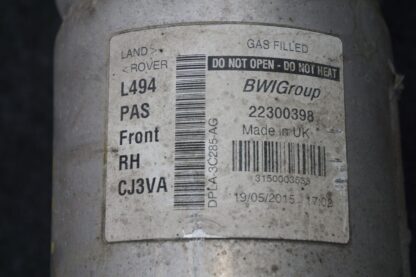 LAND>
<ROVER
L494
PAS
Front
RH
CJ3VA
DPLA-3C285-AG
GAS FILLED
DO NOT OPEN - DO NOT HEAT
BWIGroup
22300398
Made in UK
19/05/2015 17:02